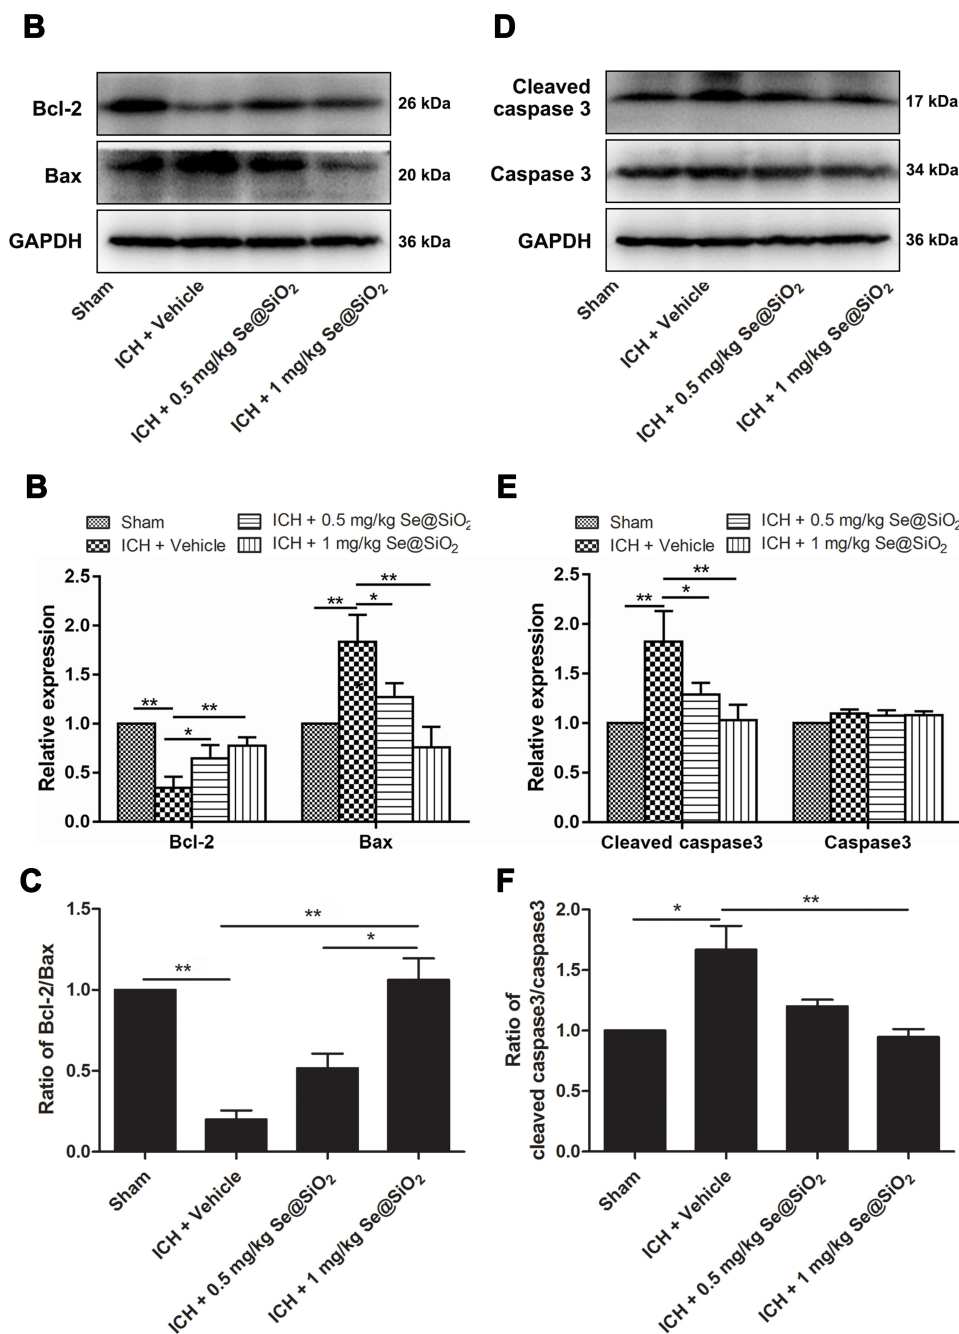 B
Bcl-2
26 kDa
Bax
20 kDa
GAPDH
36 kDa
Sham
ICH + Vehicle
ICH + 0.5 mg/kg Se@SiO2
ICH + 1 mg/kg Se@SiO2
D
Cleaved
caspase 3
17 kDa
Caspase 3
34 kDa
GAPDH
36 kDa
Sham
ICH + Vehicle
ICH + 0.5 mg/kg Se@SiO2
ICH + 1 mg/kg Se@SiO2
B
Sham
ICH + 0.5 mg/kg Se@SiO2
ICH + Vehicle
ICH + 1 mg/kg Se@SiO2
Relative expression
2.5
2.0
1.5
1.0
0.5
0.0
**
*
**
**
*
**
Bcl-2
Bax
E
Sham
ICH + 0.5 mg/kg Se@SiO2
ICH + Vehicle
ICH + 1 mg/kg Se@SiO2
Relative expression
2.5
2.0
1.5
1.0
0.5
0.0
**
*
**
Cleaved caspase3
Caspase3
C
Ratio of Bcl-2/Bax
1.5
1.0
0.5
0.0
**
**
*
Sham
ICH + Vehicle
ICH + 0.5 mg/kg Se@SiO2
ICH + 1 mg/kg Se@SiO2
F
Ratio of
cleaved caspase3/caspase3
2.0
1.5
1.0
0.5
0.0
*
**
Sham
ICH + Vehicle
ICH + 0.5 mg/kg Se@SiO2
ICH + 1 mg/kg Se@SiO2